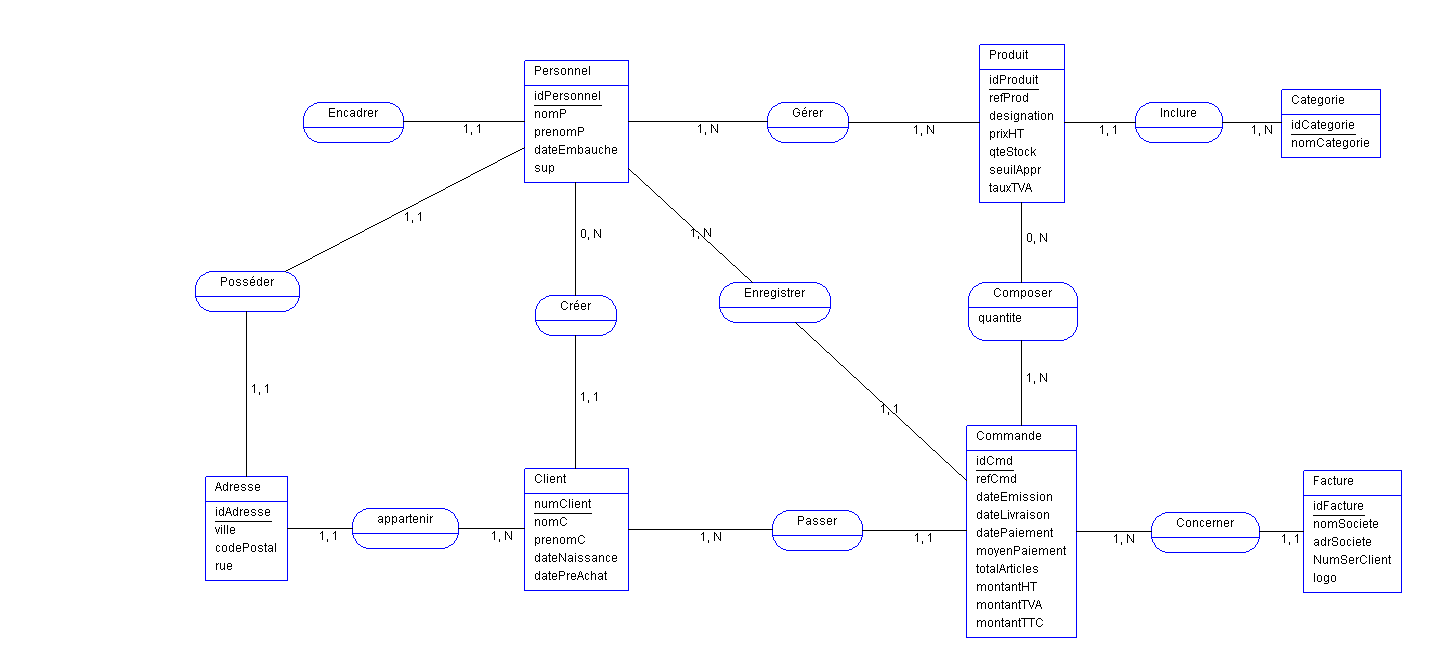 Personnel
idPersonnel
nomP
prenomP
dateEmbauche
sup
Encadrer
1, 1
1, N
Gérer
1, N
Produit
idProduit
refProd
designation
prixHT
qteStock
seuilAppr
tauxTVA
1, 1
Inclure
1, N
Categorie
idCategorie
nomCategorie
1, 1
0, N
1, N
0, N
Posséder
Créer
Enregistrer
Composer
quantite
1, 1
1, 1
1, 1
1, N
Adresse
idAdresse
ville
codePostal
rue
1, 1
appartenir
1, N
Client
numClient
nomC
prenomC
dateNaissance
datePreAchat
1, N
Passer
1, 1
Commande
idCmd
refCmd
dateEmission
dateLivraison
datePaiement
moyenPaiement
totalArticles
montantHT
montantTVA
montantTTC
1, N
Concerner
1, 1
Facture
idFacture
nomSociete
adrSociete
NumSerClient
logo